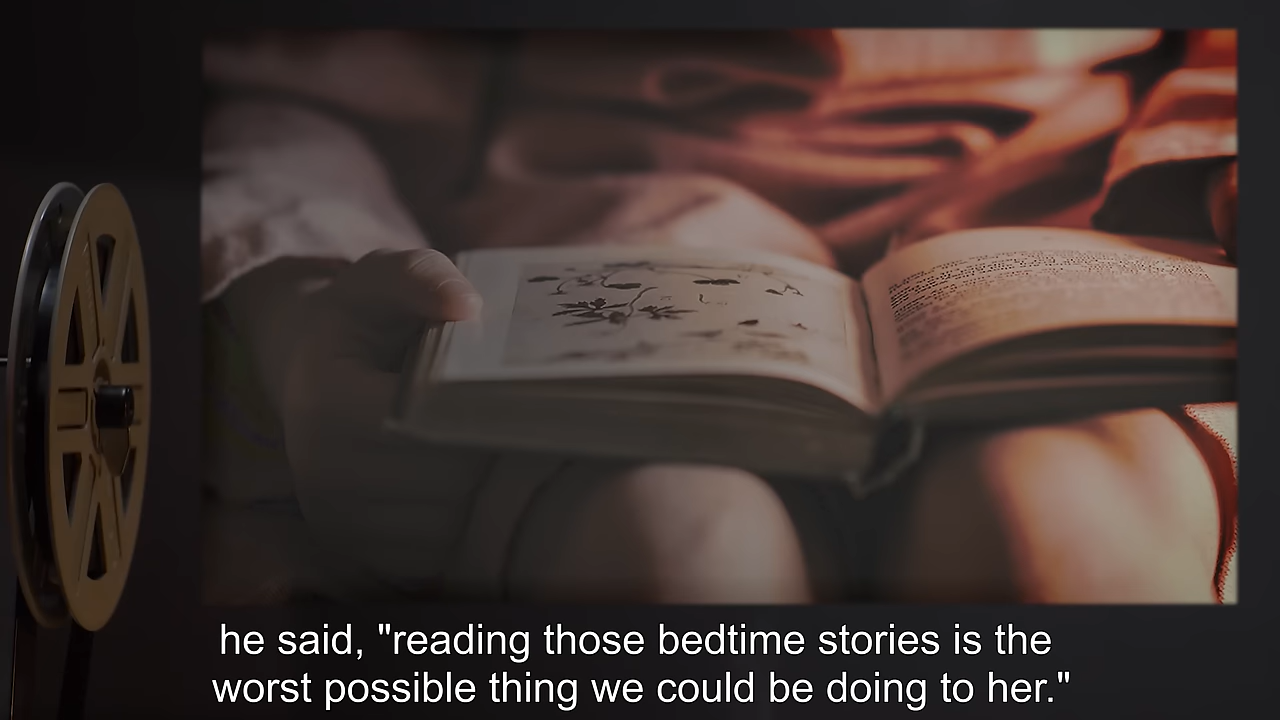 he said, "reading those bedtime stories is the
worst possible thing we could be doing to her."